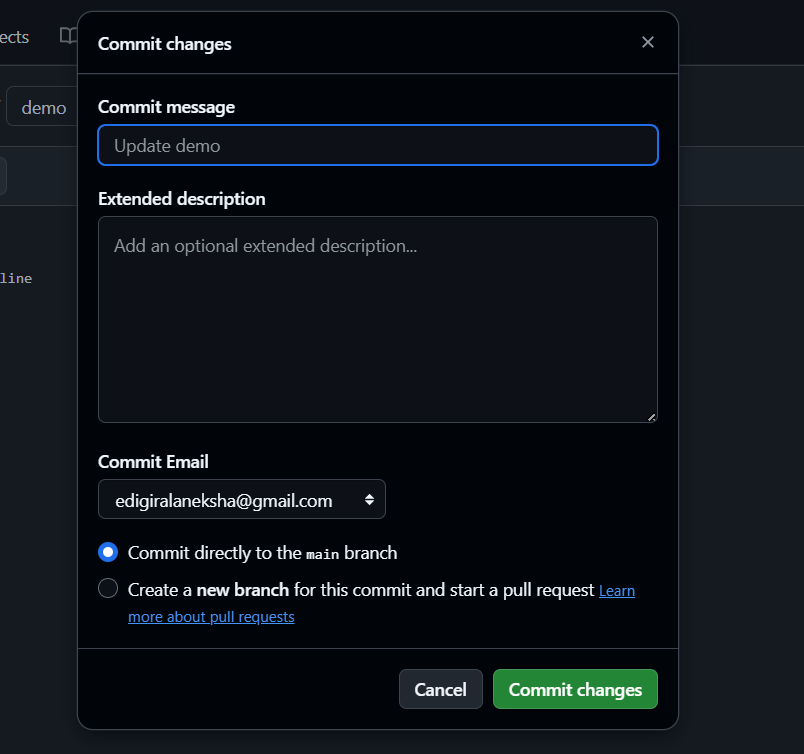 ects
Commit changes
Commit message
demo
Update demo
Extended description
Add an optional extended description...
line
Commit Email
edigiralaneksha@gmail.com
Commit directly to the main branch
Create a new branch for this commit and start a pull request Learn
more about pull requests
Cancel
Commit changes